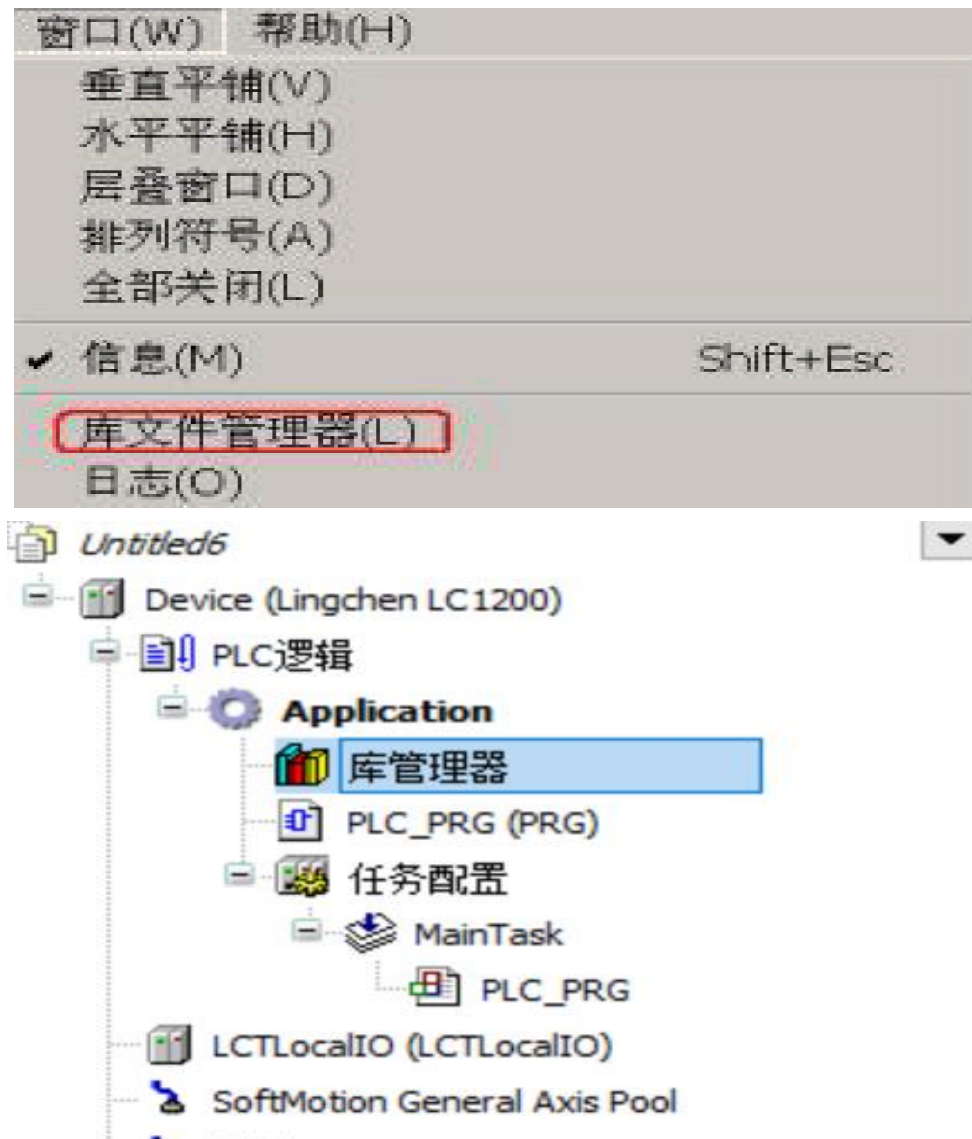 窗口(W) 帮助(H)
垂直平铺(V)
水平平铺(H)
层叠窗口(D)
排列符号(A)
全部关闭(L)
信息(M) Shift+Esc
库文件管理器(L)
日志(O)
Untitled6
Device (Lingchen LC1200)
PLC逻辑
Application
库管理器
PLC_PRG (PRG)
任务配置
MainTask
PLC_PRG
LCTLocalIO (LCTLocalIO)
SoftMotion General Axis Pool